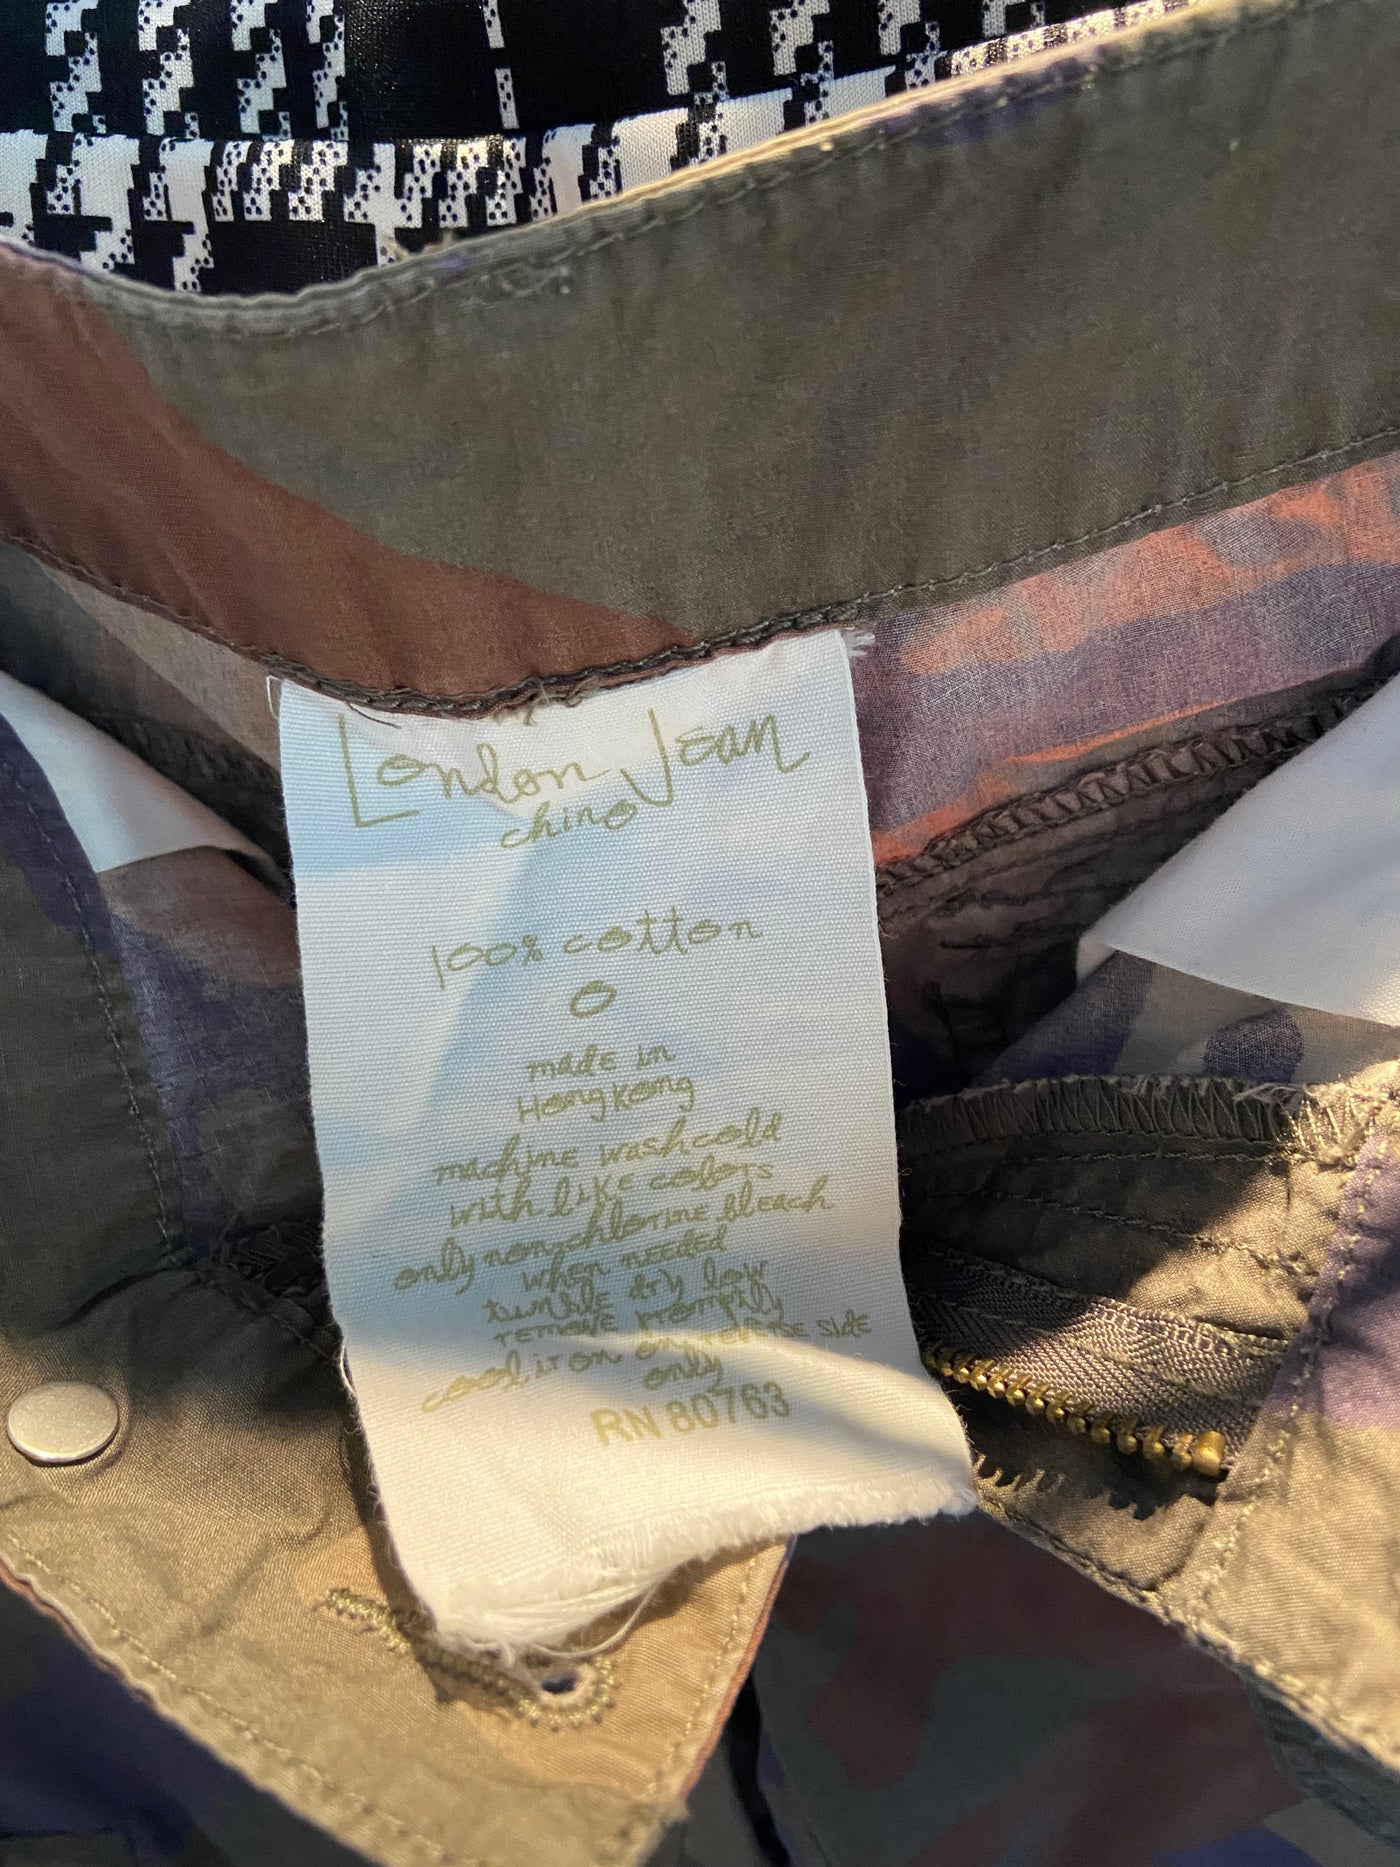 London Jean
chino
100% cotton
0
made in
Hong Kong
machine wash cold
with like colors
only non-chlorine bleach
when needed
tumble dry low
remove promptly
cool iron on reverse side
only
RN 80763